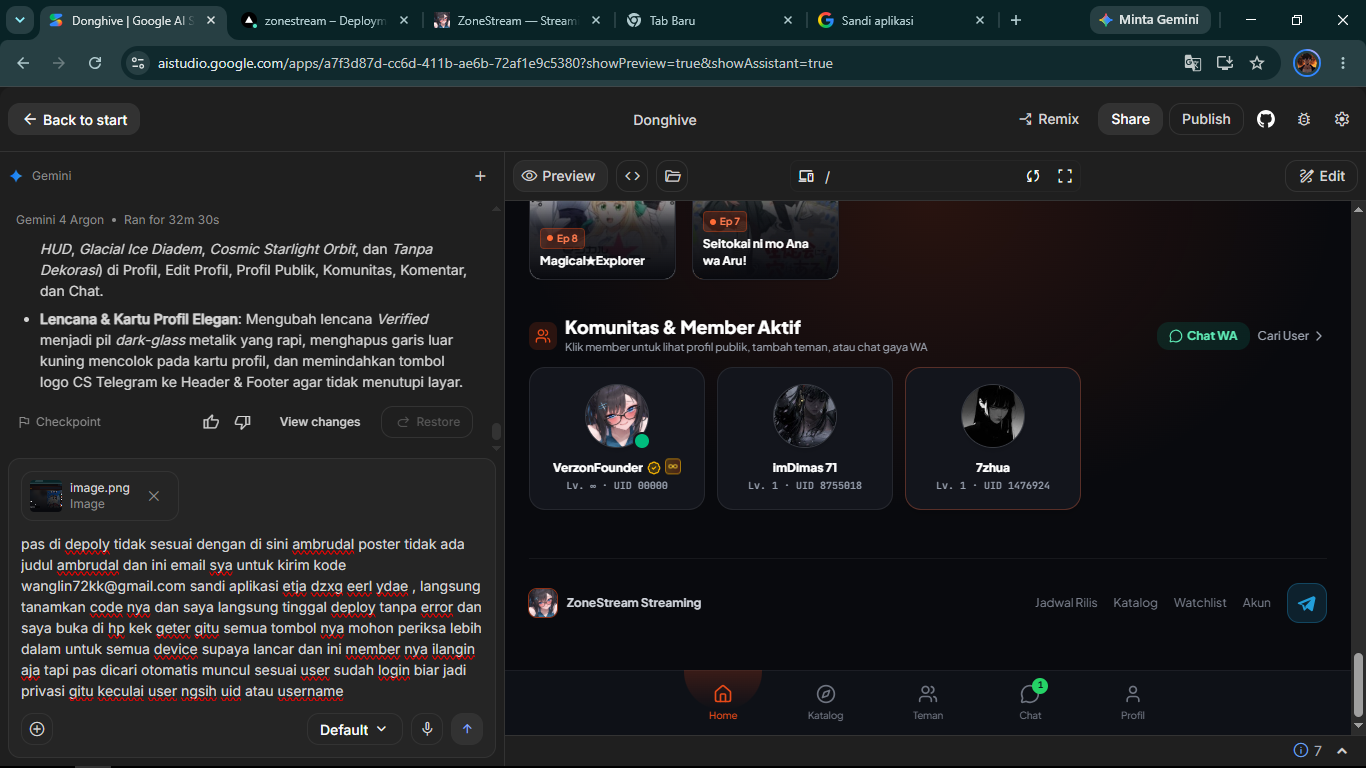 Donghive | Google AI S
zonestream – Deploym
ZoneStream — Stream
Tab Baru
Sandi aplikasi
Minta Gemini
aistudio.google.com/apps/a7f3d87d-cc6d-411b-ae6b-72af1e9c5380?showPreview=true&showAssistant=true
Back to start
Donghive
Remix
Share
Publish
Gemini
Preview
/
Edit
Gemini 4 Argon • Ran for 32m 30s
HUD, Glacial Ice Diadem, Cosmic Starlight Orbit, dan Tanpa
Dekorasi) di Profil, Edit Profil, Profil Publik, Komunitas, Komentar,
dan Chat.
• Lencana & Kartu Profil Elegan: Mengubah lencana Verified
menjadi pil dark-glass metalik yang rapi, menghapus garis luar
kuning mencolok pada kartu profil, dan memindahkan tombol
logo CS Telegram ke Header & Footer agar tidak menutupi layar.
Checkpoint
View changes
Restore
image.png
Image
pas di depoly tidak sesuai dengan di sini ambrudal poster tidak ada
judul ambrudal dan ini email sya untuk kirim kode
wanglin72kk@gmail.com sandi aplikasi etja dzxg eerl ydae , langsung
tanamkan code nya dan saya langsung tinggal deploy tanpa error dan
saya buka di hp kek geter gitu semua tombol nya mohon periksa lebih
dalam untuk semua device supaya lancar dan ini member nya ilangin
aja tapi pas dicari otomatis muncul sesuai user sudah login biar jadi
privasi gitu keculai user ngsih uid atau username
Default
Ep 8
Magical★Explorer
Ep 7
Seitokai ni mo Ana
wa Aru!
Komunitas & Member Aktif
Klik member untuk lihat profil publik, tambah teman, atau chat gaya WA
Chat WA
Cari User
VerzonFounder
Lv. ∞ · UID 00000
imDimas 71
Lv. 1 · UID 8755018
7zhua
Lv. 1 · UID 1476924
ZoneStream Streaming
Jadwal Rilis
Katalog
Watchlist
Akun
Home
Katalog
Teman
1
Chat
Profil
7